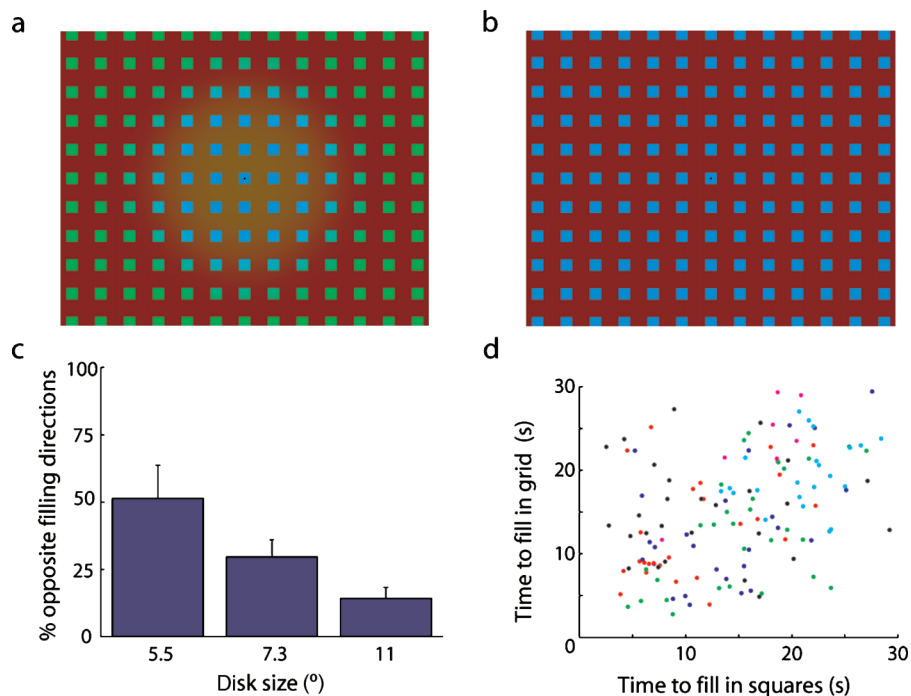 a
b
c
% opposite filling directions
100
75
50
25
0
5.5
7.3
11
Disk size (º)
d
Time to fill in grid (s)
30
20
10
0
10
20
30
Time to fill in squares (s)